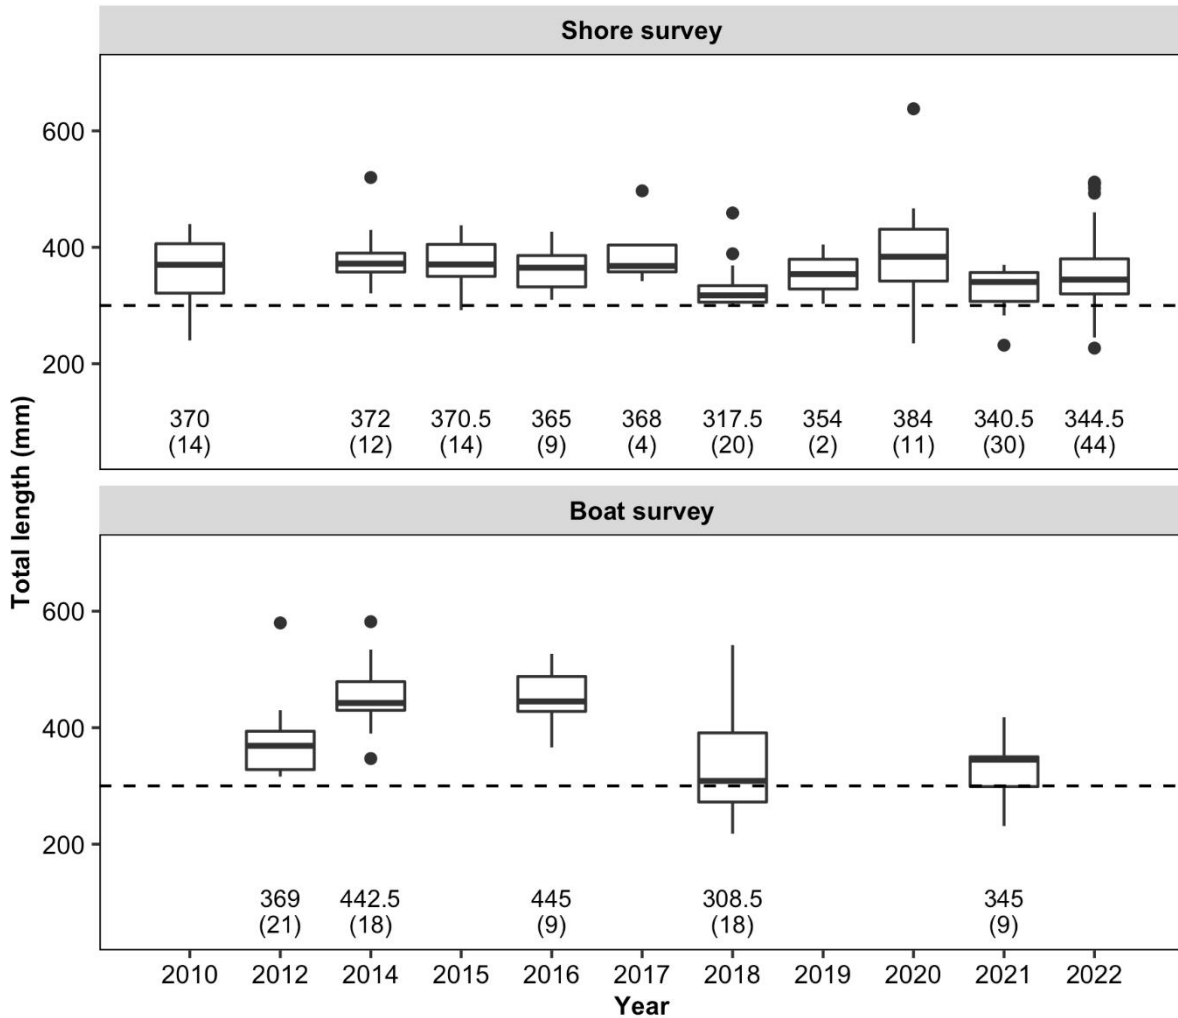 Shore survey
600
400
200
370 372 370.5 365 368 317.5 354 384 340.5 344.5
(14) (12) (14) (9) (4) (20) (2) (11) (30) (44)
Total length (mm)
Boat survey
600
400
200
369 442.5 445 308.5 345
(21) (18) (9) (18) (9)
2010 2012 2014 2015 2016 2017 2018 2019 2020 2021 2022
Year